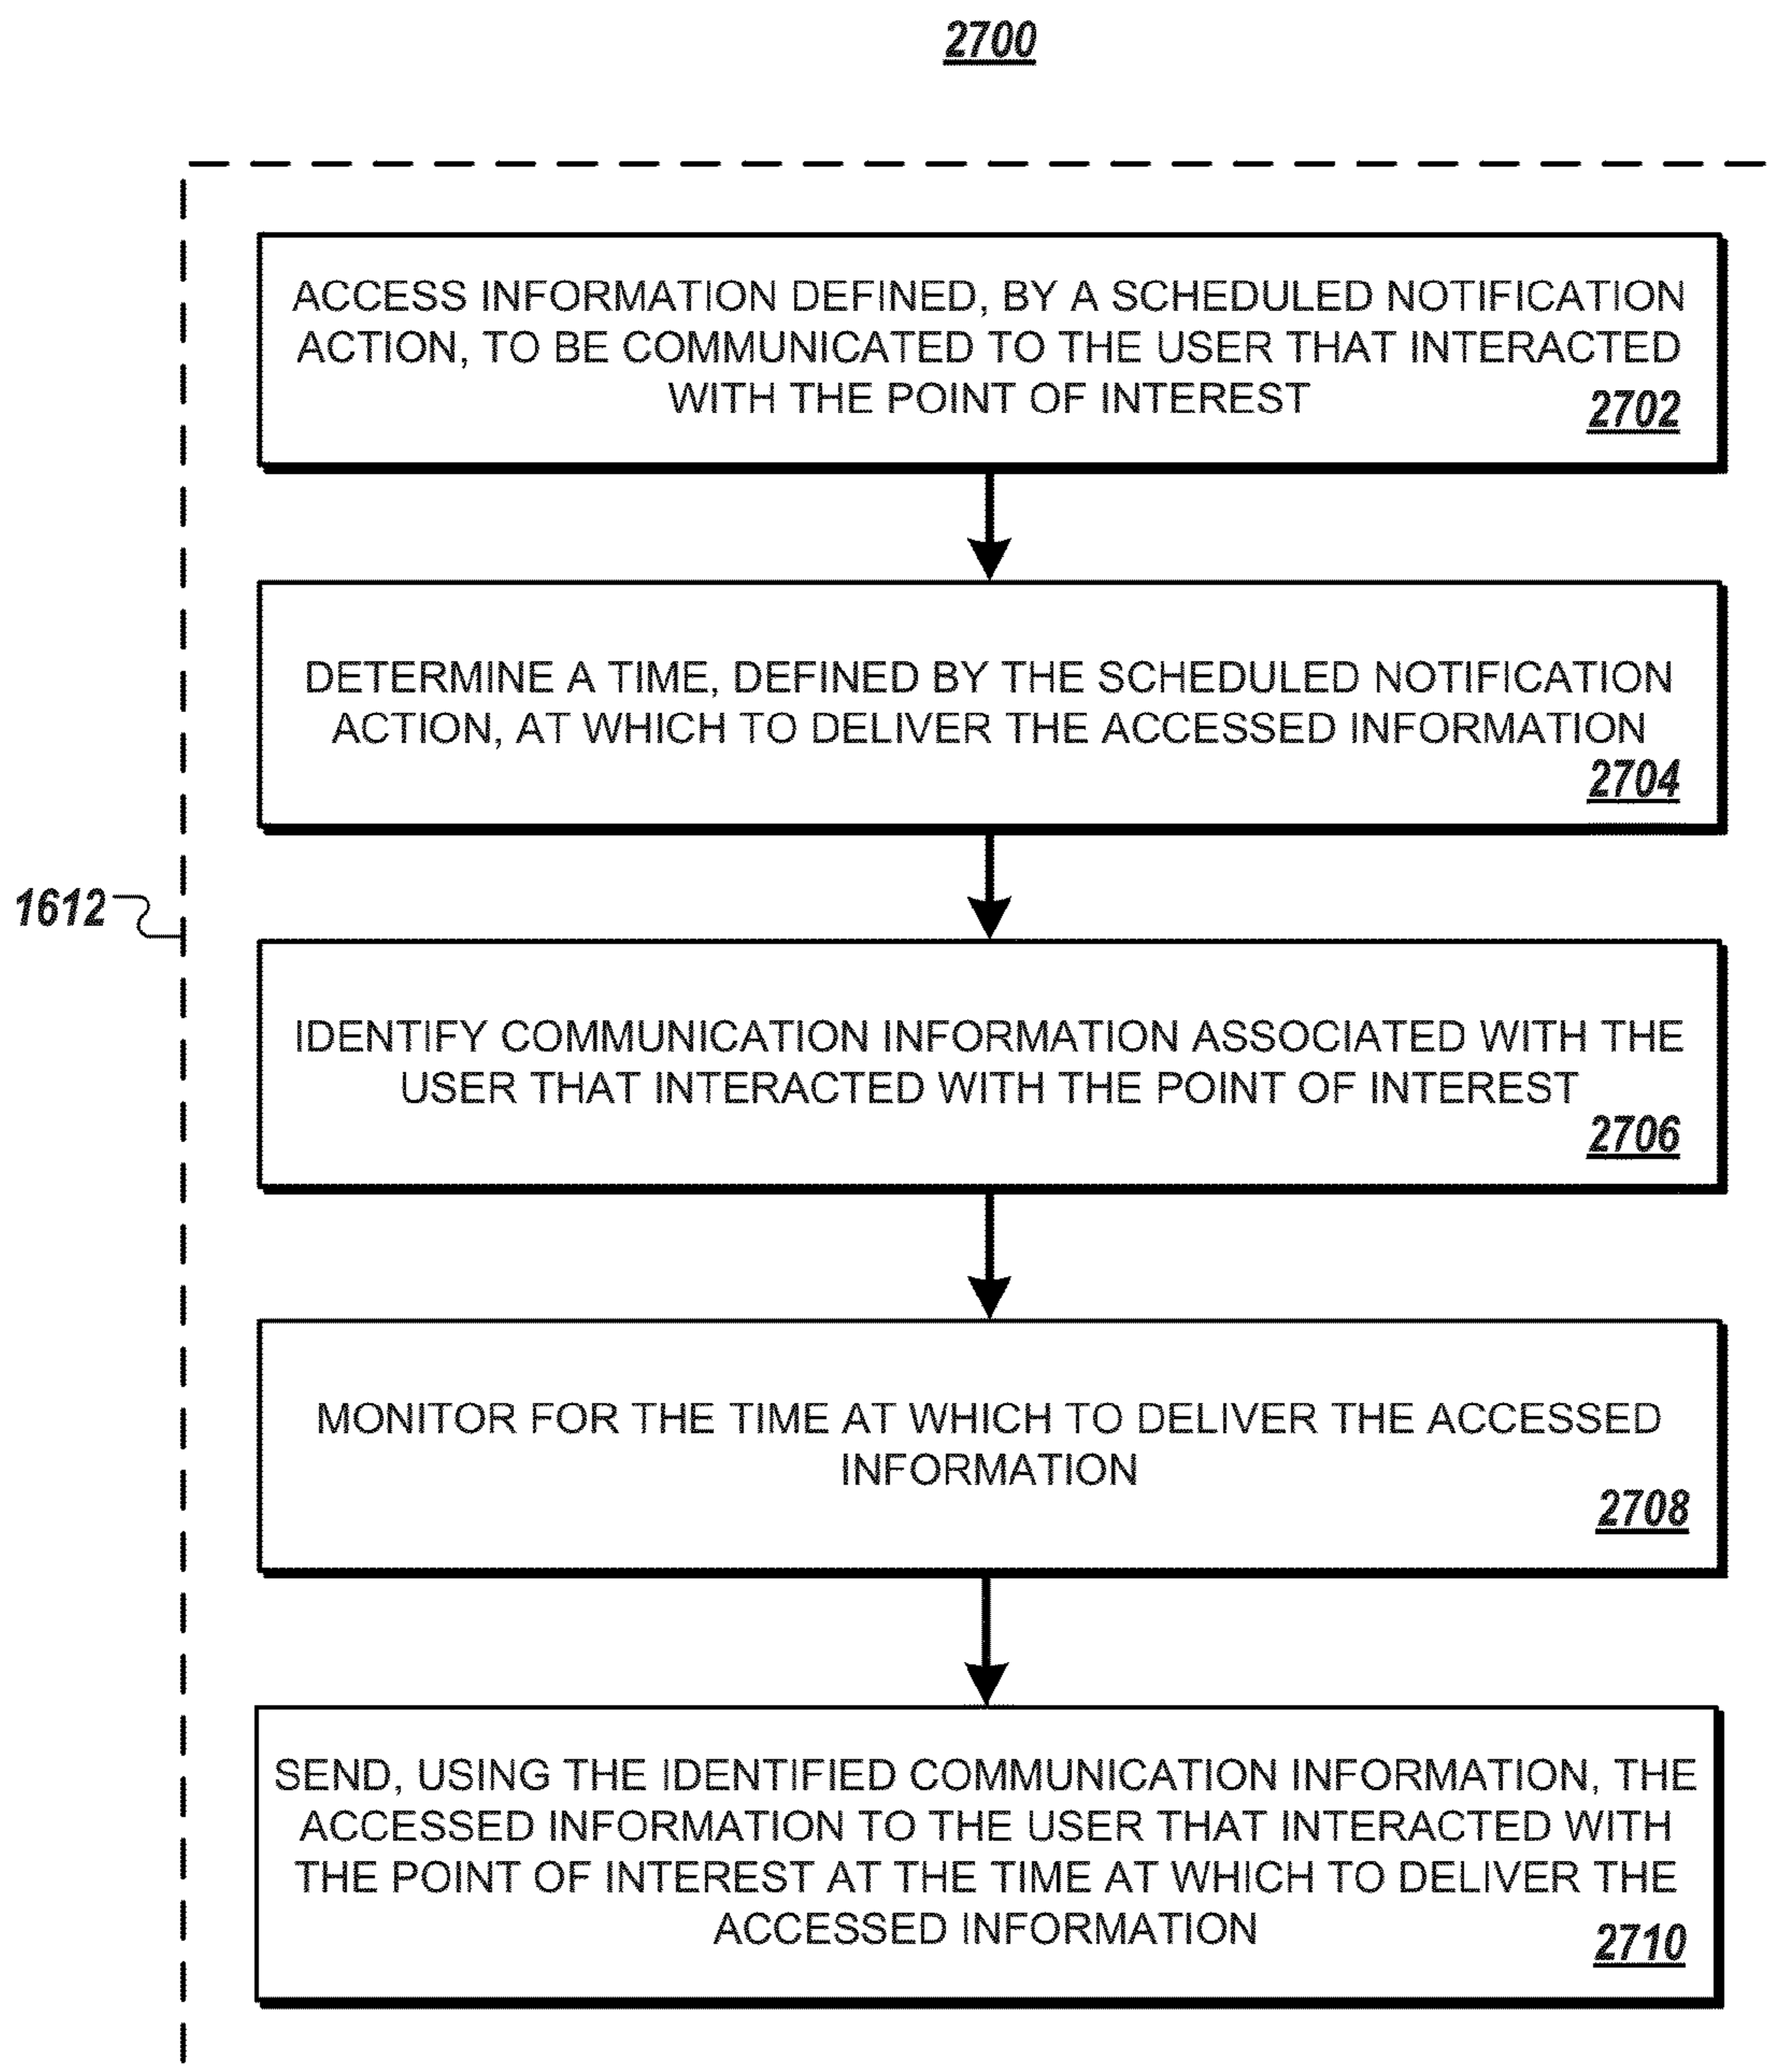 2700
ACCESS INFORMATION DEFINED, BY A SCHEDULED NOTIFICATION
ACTION, TO BE COMMUNICATED TO THE USER THAT INTERACTED
WITH THE POINT OF INTEREST
2702
DETERMINE A TIME, DEFINED BY THE SCHEDULED NOTIFICATION
ACTION, AT WHICH TO DELIVER THE ACCESSED INFORMATION
2704
1612
IDENTIFY COMMUNICATION INFORMATION ASSOCIATED WITH THE
USER THAT INTERACTED WITH THE POINT OF INTEREST
2706
MONITOR FOR THE TIME AT WHICH TO DELIVER THE ACCESSED
INFORMATION
2708
SEND, USING THE IDENTIFIED COMMUNICATION INFORMATION, THE
ACCESSED INFORMATION TO THE USER THAT INTERACTED WITH
THE POINT OF INTEREST AT THE TIME AT WHICH TO DELIVER THE
ACCESSED INFORMATION
2710